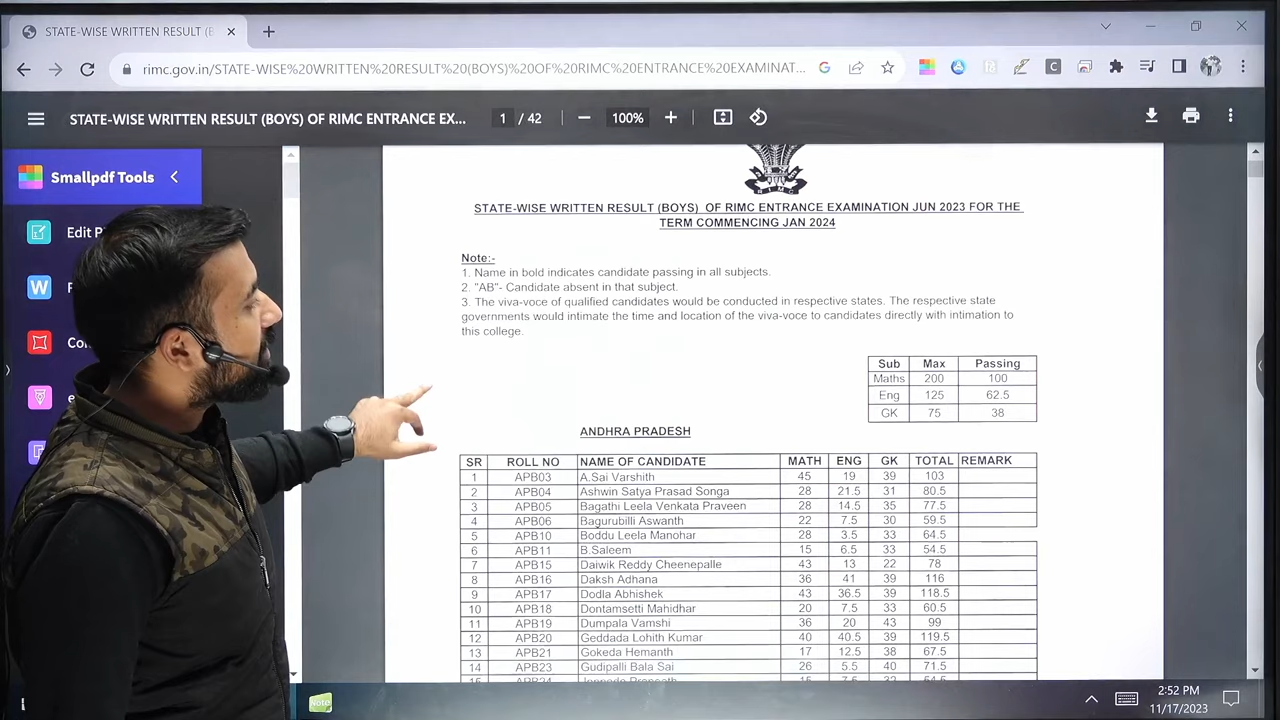 STATE-WISE WRITTEN RESULT (B
rimc.gov.in/STATE-WISE%20WRITTEN%20RESULT%20(BOYS)%20OF%20RIMC%20ENTRANCE%20EXAMINAT...
STATE-WISE WRITTEN RESULT (BOYS) OF RIMC ENTRANCE EX...
1 / 42
100%
Smallpdf Tools
Edit P
RIMC
STATE-WISE WRITTEN RESULT (BOYS) OF RIMC ENTRANCE EXAMINATION JUN 2023 FOR THE
TERM COMMENCING JAN 2024
Note:-
1. Name in bold indicates candidate passing in all subjects.
2. "AB"- Candidate absent in that subject.
3. The viva-voce of qualified candidates would be conducted in respective states. The respective state
governments would intimate the time and location of the viva-voce to candidates directly with intimation to
this college.
Sub Max Passing
Maths 200 100
Eng 125 62.5
GK 75 38
ANDHRA PRADESH
SR ROLL NO NAME OF CANDIDATE MATH ENG GK TOTAL REMARK
1 APB03 A.Sai Varshith 45 19 39 103
2 APB04 Ashwin Satya Prasad Songa 28 21.5 31 80.5
3 APB05 Bagathi Leela Venkata Praveen 28 14.5 35 77.5
4 APB06 Bagurubilli Aswanth 22 7.5 30 59.5
5 APB10 Boddu Leela Manohar 28 3.5 33 64.5
6 APB11 B.Saleem 15 6.5 33 54.5
7 APB15 Daiwik Reddy Cheenepalle 43 13 22 78
8 APB16 Daksh Adhana 36 41 39 116
9 APB17 Dodla Abhishek 43 36.5 39 118.5
10 APB18 Dontamsetti Mahidhar 20 7.5 33 60.5
11 APB19 Dumpala Vamshi 36 20 43 99
12 APB20 Geddada Lohith Kumar 40 40.5 39 119.5
13 APB21 Gokeda Hemanth 17 12.5 38 67.5
14 APB23 Gudipalli Bala Sai 26 5.5 40 71.5
Note
2:52 PM
11/17/2023